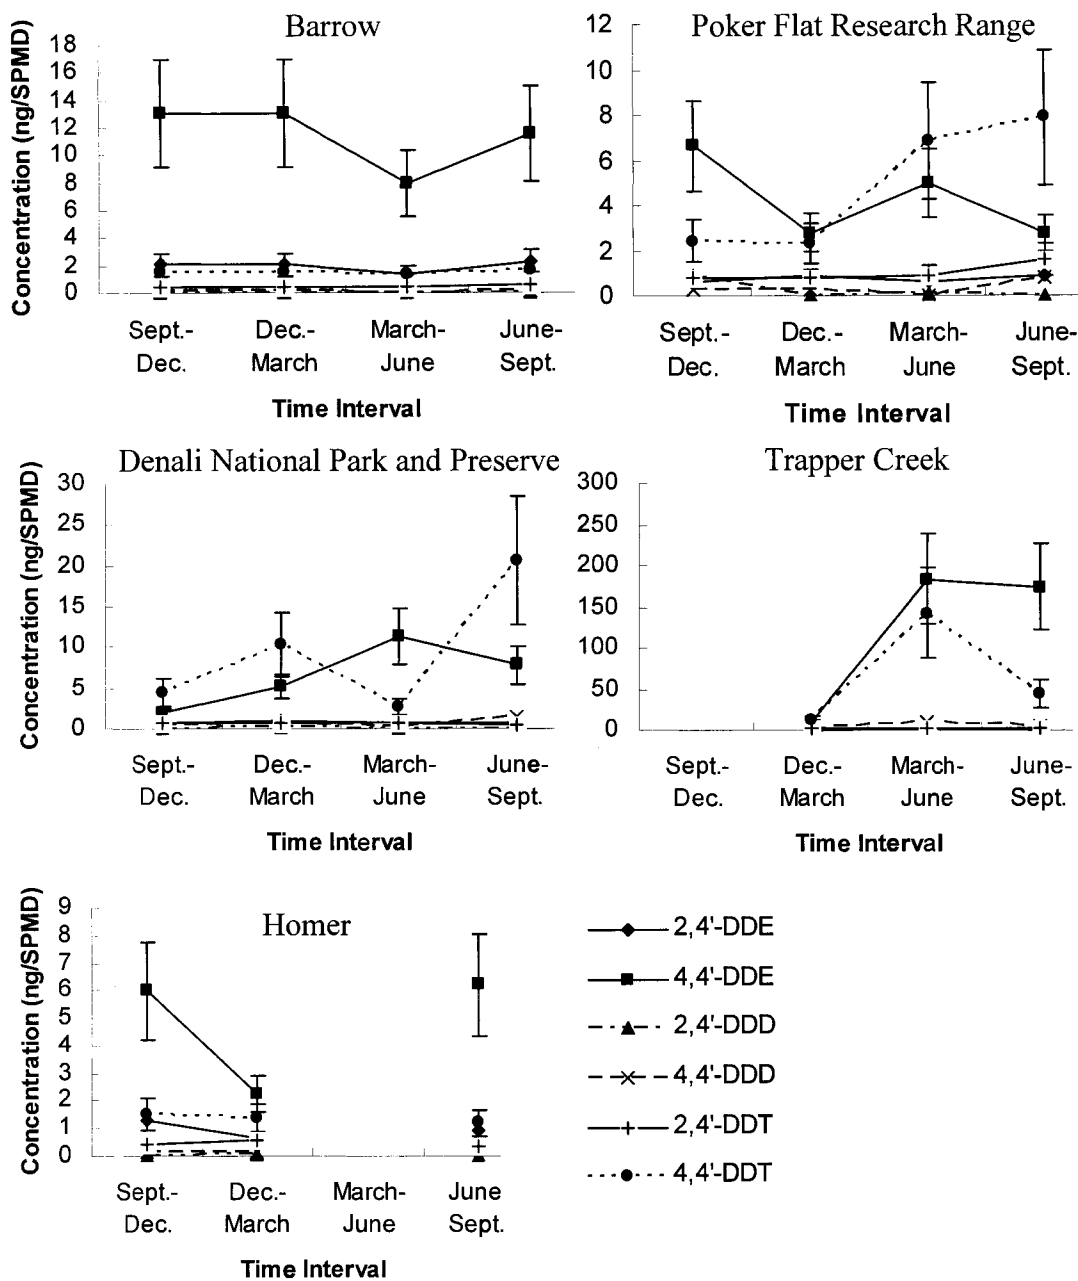 Barrow
Concentration (ng/SPMD)
18
16
14
12
10
8
6
4
2
0
Sept.- Dec.- March- June-
Dec. March June Sept.
Time Interval
Poker Flat Research Range
12
10
8
6
4
2
0
Sept.- Dec.- March- June-
Dec. March June Sept.
Time Interval
Denali National Park and Preserve
Concentration (ng/SPMD)
30
25
20
15
10
5
0
Sept.- Dec.- March- June-
Dec. March June Sept.
Time Interval
Trapper Creek
300
250
200
150
100
50
0
Sept.- Dec.- March- June-
Dec. March June Sept.
Time Interval
Homer
Concentration (ng/SPMD)
9
8
7
6
5
4
3
2
1
0
Sept.- Dec.- March- June
Dec. March June Sept.
Time Interval
2,4'-DDE
4,4'-DDE
2,4'-DDD
4,4'-DDD
2,4'-DDT
4,4'-DDT